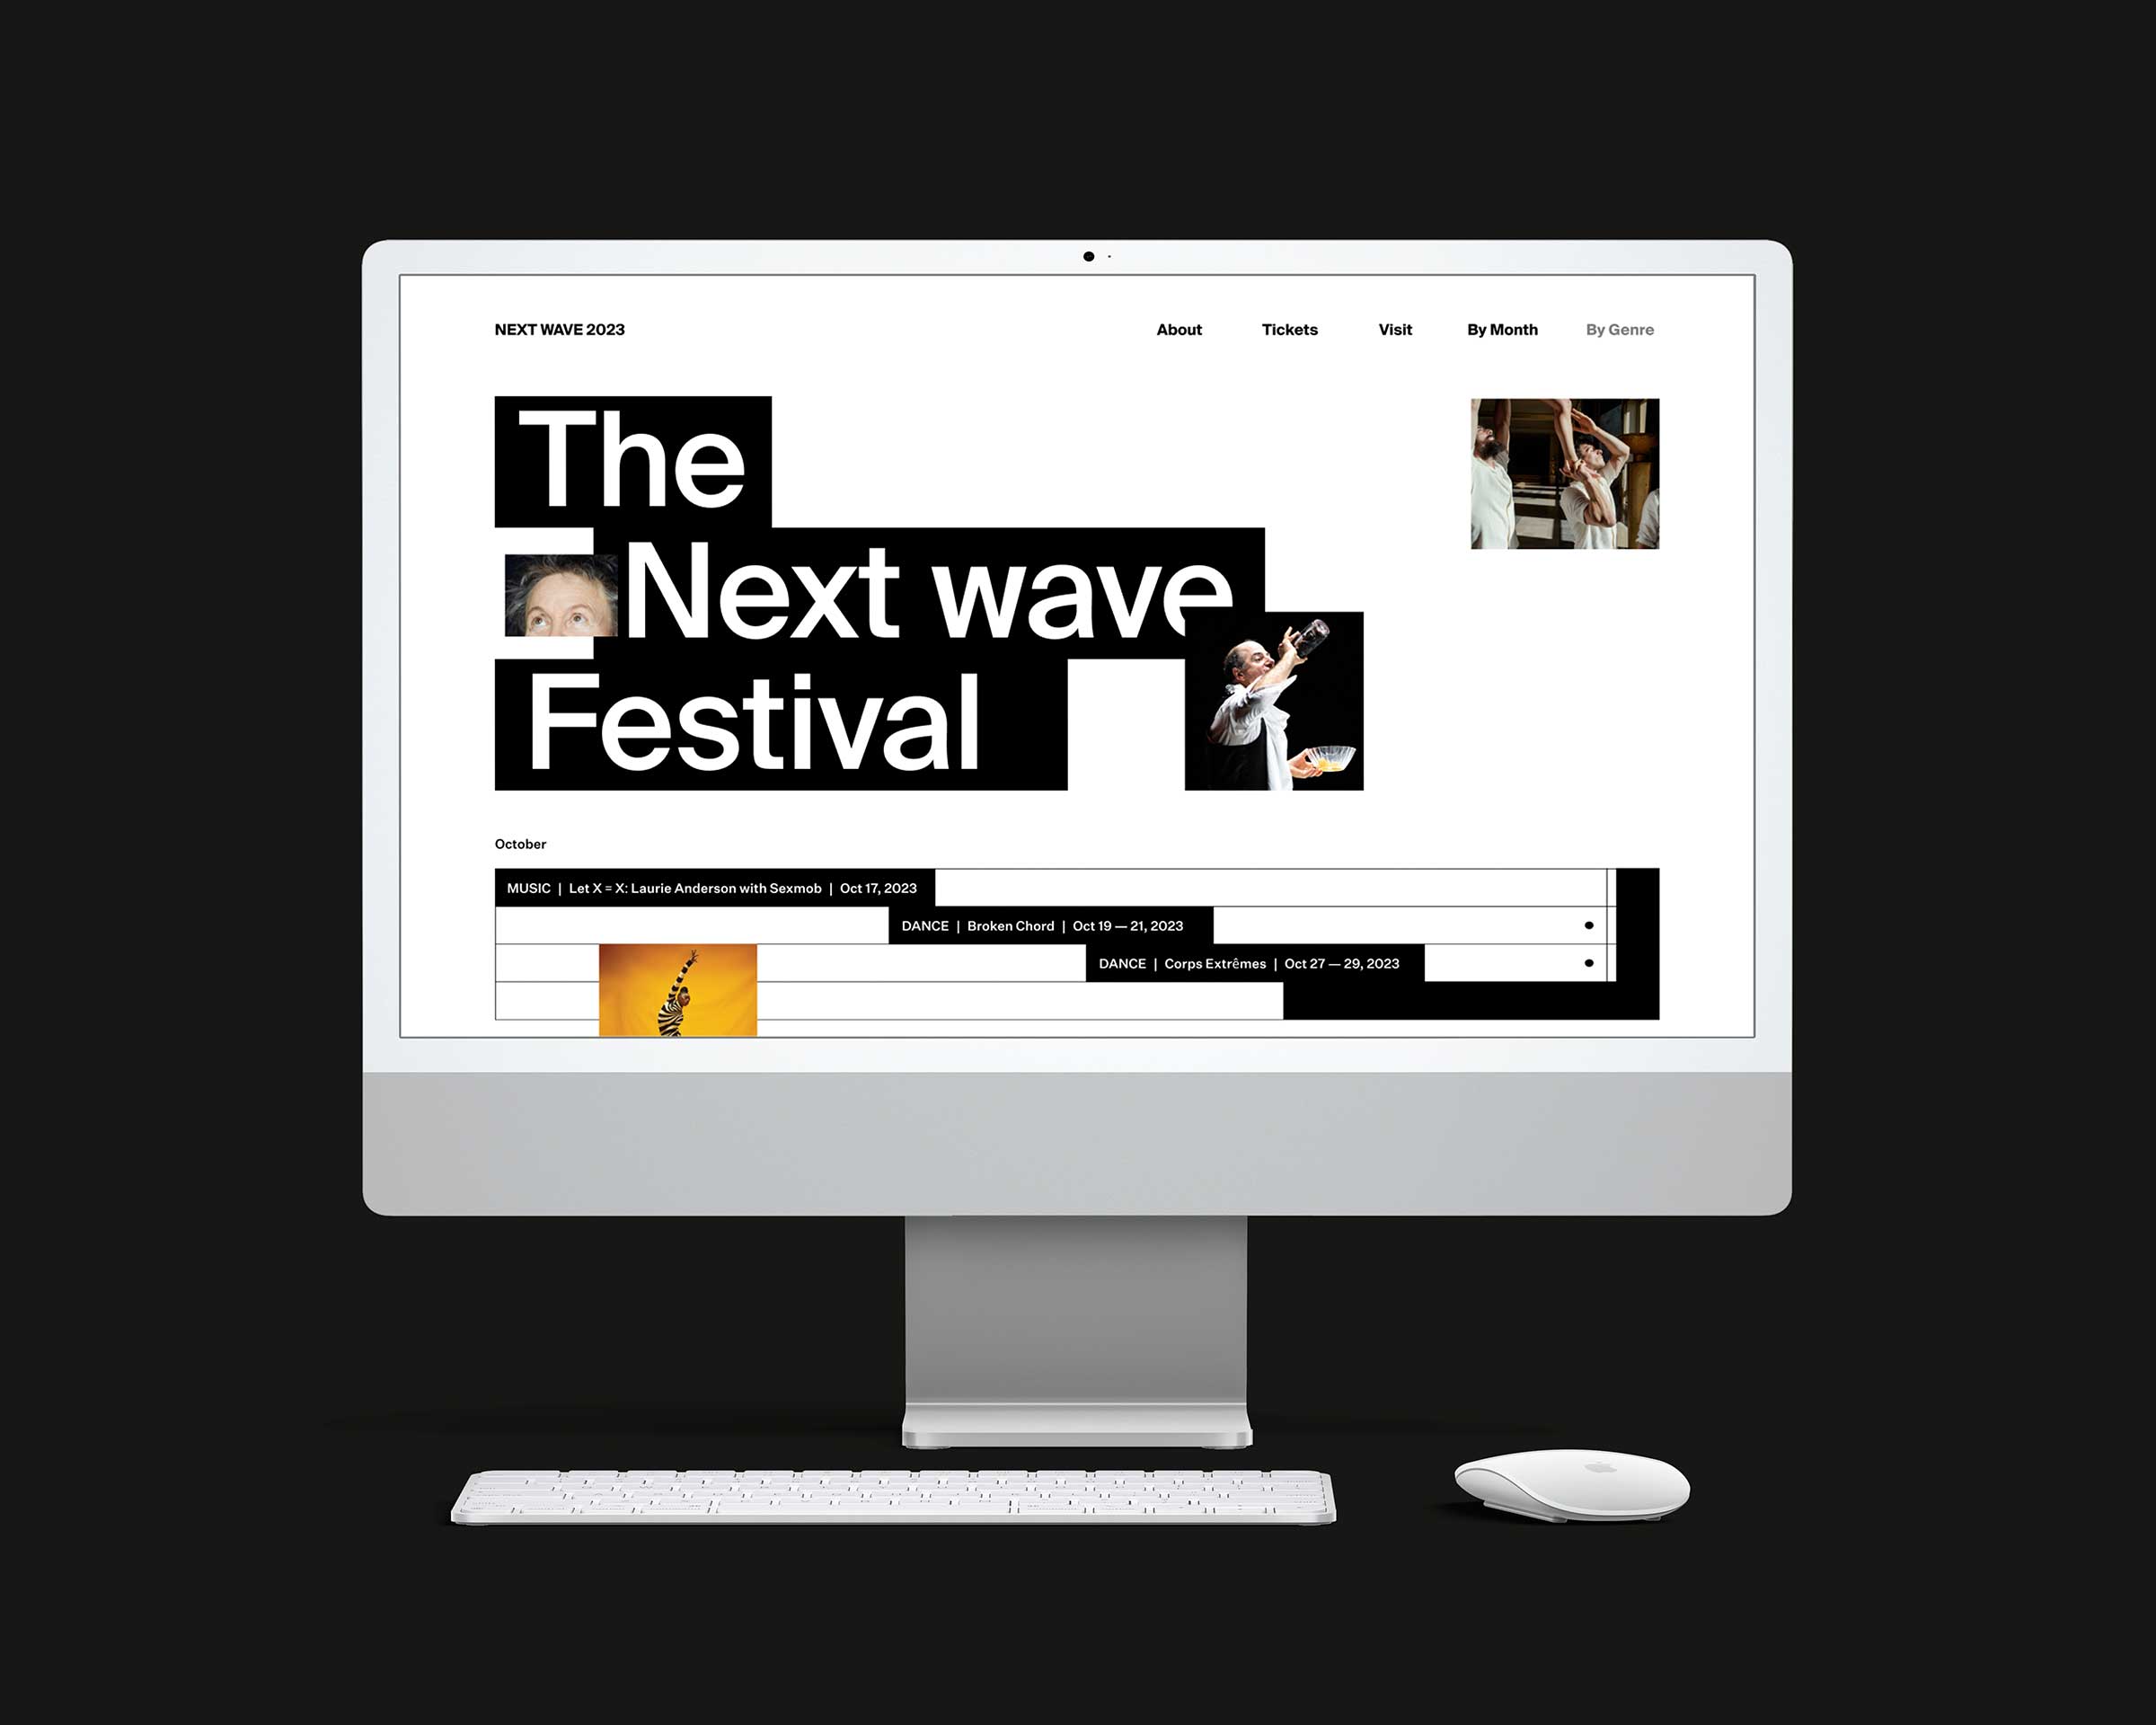 NEXT WAVE 2023
About Tickets Visit By Month By Genre
The
Next wave
Festival
October
MUSIC | Let X = X: Laurie Anderson with Sexmob | Oct 17, 2023
DANCE | Broken Chord | Oct 19 — 21, 2023
DANCE | Corps Extrêmes | Oct 27 — 29, 2023